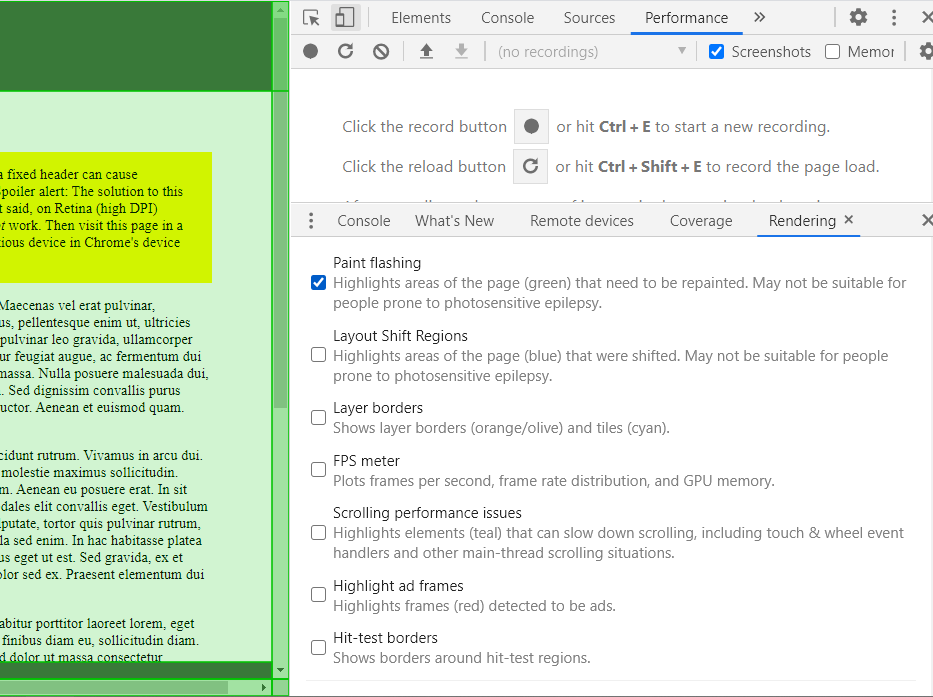 a fixed header can cause
poiler alert: The solution to this
t said, on Retina (high DPI)
t work. Then visit this page in a
ious device in Chrome's device
Maecenas vel erat pulvinar,
us, pellentesque enim ut, ultricies
pulvinar leo gravida, ullamcorper
ur feugiat augue, ac fermentum dui
massa. Nulla posuere malesuada dui,
. Sed dignissim convallis purus
uctor. Aenean et euismod quam.
cidunt rutrum. Vivamus in arcu dui.
molestie maximus sollicitudin.
m. Aenean eu posuere erat. In sit
dales elit convallis eget. Vestibulum
putate, tortor quis pulvinar rutrum,
la sed enim. In hac habitasse platea
us eget ut est. Sed gravida, ex et
olor sed ex. Praesent elementum dui
abitur porttitor laoreet lorem, eget
finibus diam eu, sollicitudin diam.
d dolor ut massa consectetur
Elements Console Sources Performance
(no recordings) Screenshots Memor
Click the record button or hit Ctrl + E to start a new recording.
Click the reload button or hit Ctrl + Shift + E to record the page load.
Console What's New Remote devices Coverage Rendering
Paint flashing
Highlights areas of the page (green) that need to be repainted. May not be suitable for
people prone to photosensitive epilepsy.
Layout Shift Regions
Highlights areas of the page (blue) that were shifted. May not be suitable for people
prone to photosensitive epilepsy.
Layer borders
Shows layer borders (orange/olive) and tiles (cyan).
FPS meter
Plots frames per second, frame rate distribution, and GPU memory.
Scrolling performance issues
Highlights elements (teal) that can slow down scrolling, including touch & wheel event
handlers and other main-thread scrolling situations.
Highlight ad frames
Highlights frames (red) detected to be ads.
Hit-test borders
Shows borders around hit-test regions.